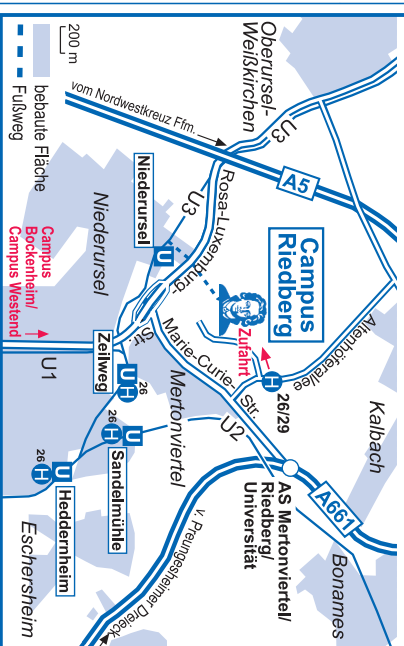 Oberursel-
Weißkirchen
U3
vom Nordwestkreuz Ffm.
A5
200 m
bebaute Fläche
Fußweg
Niederursel
U3
Rosa-Luxemburg-
Str.
Niederursel
U
Campus
Riedberg
Zufahrt
Altenhöferallee
Kalbach
H
26/29
Marie-Curie-
Str.
Mertonviertel
U2
AS Mertonviertel/
Riedberg/
Universität
A661
Bonames
Campus
Bockenheim/
Campus Westend
U1
Zeilweg
U
H
26
26
H
U
Sandelmühle
26
H
U
Heddernheim
Eschersheim
v. Preungesheimer Dreieck